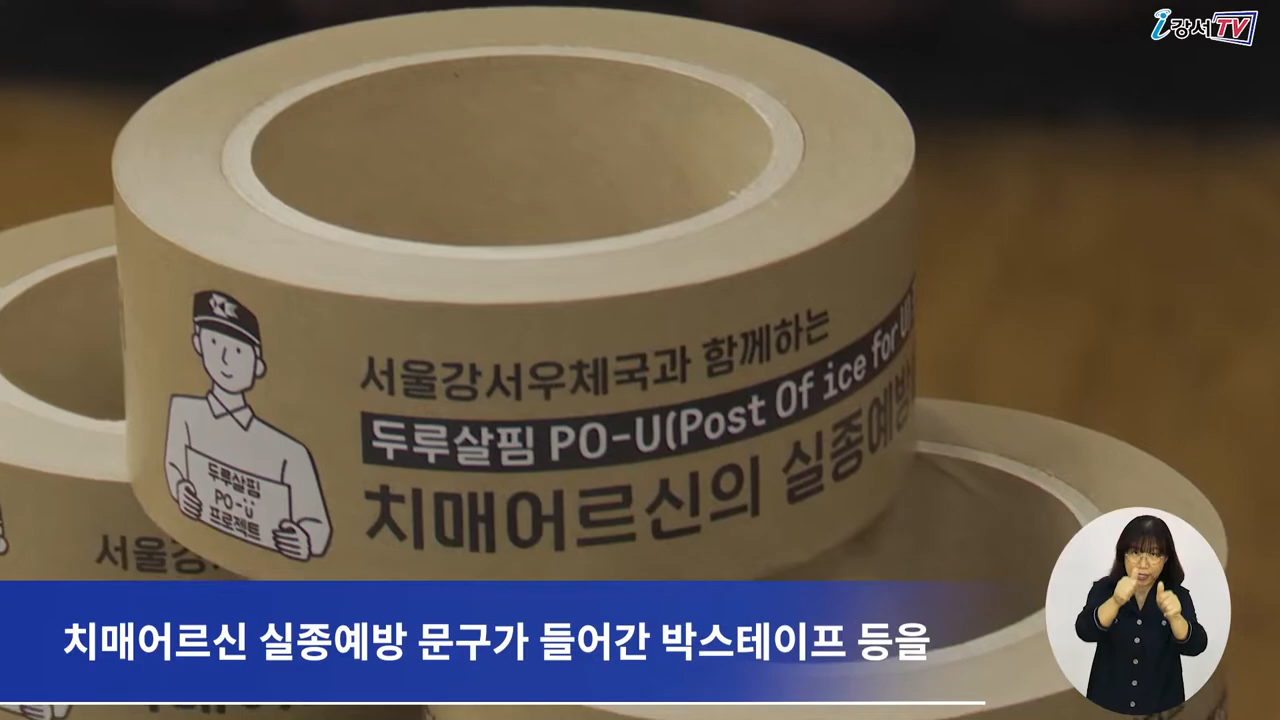 i강서TV
서울강서우체국과 함께하는
두루살핌 PO-U(Post Of ice for
치매어르신의 실종예방
두루살핌
PO-U
프로젝트
서울강
치매어르신 실종예방 문구가 들어간 박스테이프 등을